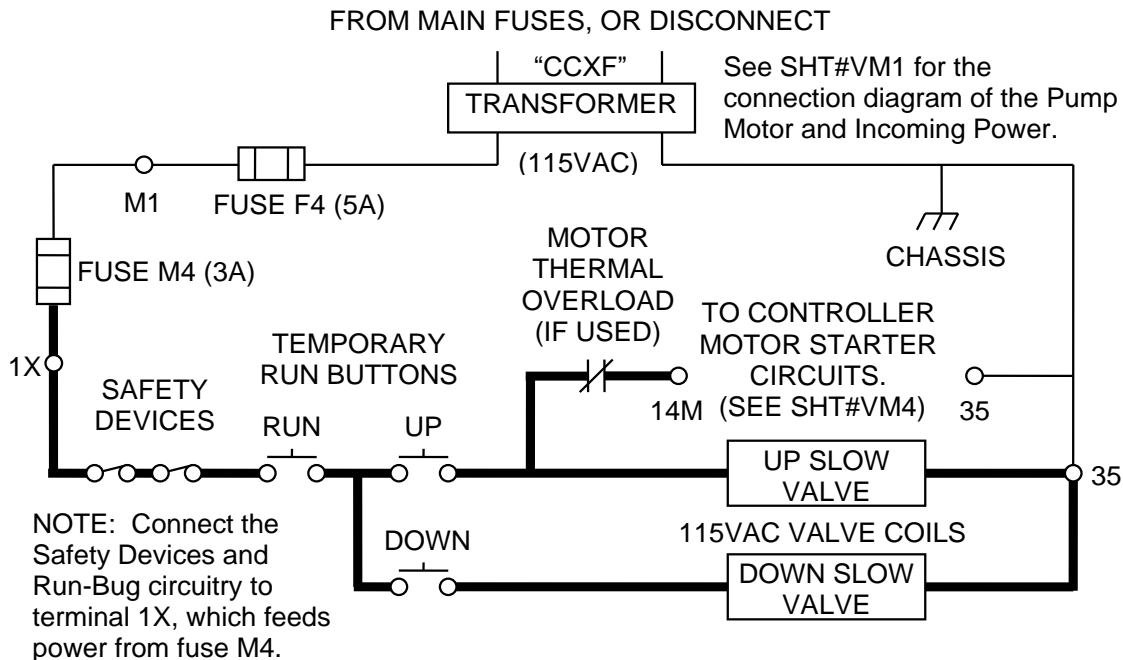 FROM MAIN FUSES, OR DISCONNECT
“CCXF”
TRANSFORMER
See SHT#VM1 for the
connection diagram of the Pump
Motor and Incoming Power.
(115VAC)
M1
FUSE F4 (5A)
CHASSIS
FUSE M4 (3A)
MOTOR
THERMAL
OVERLOAD
(IF USED)
TO CONTROLLER
MOTOR STARTER
CIRCUITS.
(SEE SHT#VM4)
14M
35
1X
TEMPORARY
RUN BUTTONS
SAFETY
DEVICES
RUN
UP
UP SLOW
VALVE
35
NOTE: Connect the
Safety Devices and
Run-Bug circuitry to
terminal 1X, which feeds
power from fuse M4.
DOWN
115VAC VALVE COILS
DOWN SLOW
VALVE